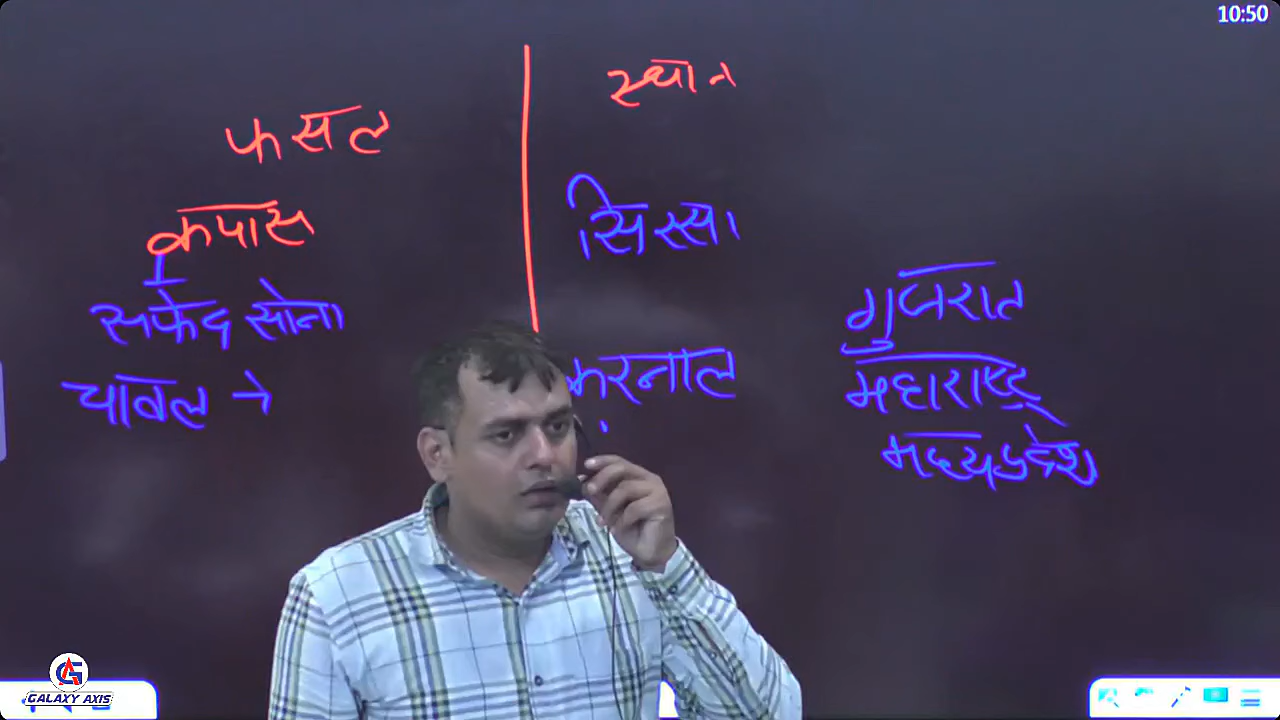 10:50
स्थान
फसल
कपास
सिरसा
सफेद सोना
गुजरात
चावल →
करनाल
महाराष्ट्र
मध्यप्रदेश
GALAXY AXIS